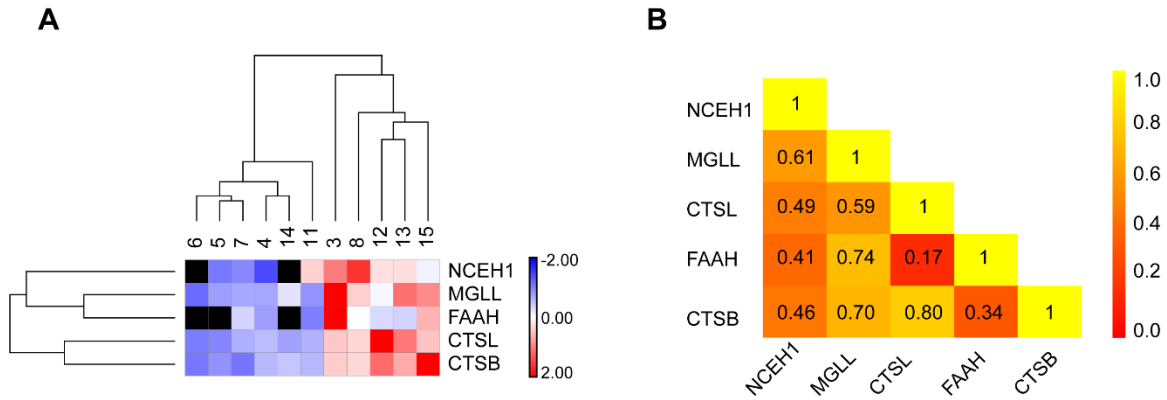 A
6 5 7 4 14 11 3 8 12 13 15
NCEH1
MGLL
FAAH
CTSL
CTSB
-2.00
0.00
2.00
B
NCEH1 1
MGLL 0.61 1
CTSL 0.49 0.59 1
FAAH 0.41 0.74 0.17 1
CTSB 0.46 0.70 0.80 0.34 1
NCEH1 MGLL CTSL FAAH CTSB
1.0
0.8
0.6
0.4
0.2
0.0